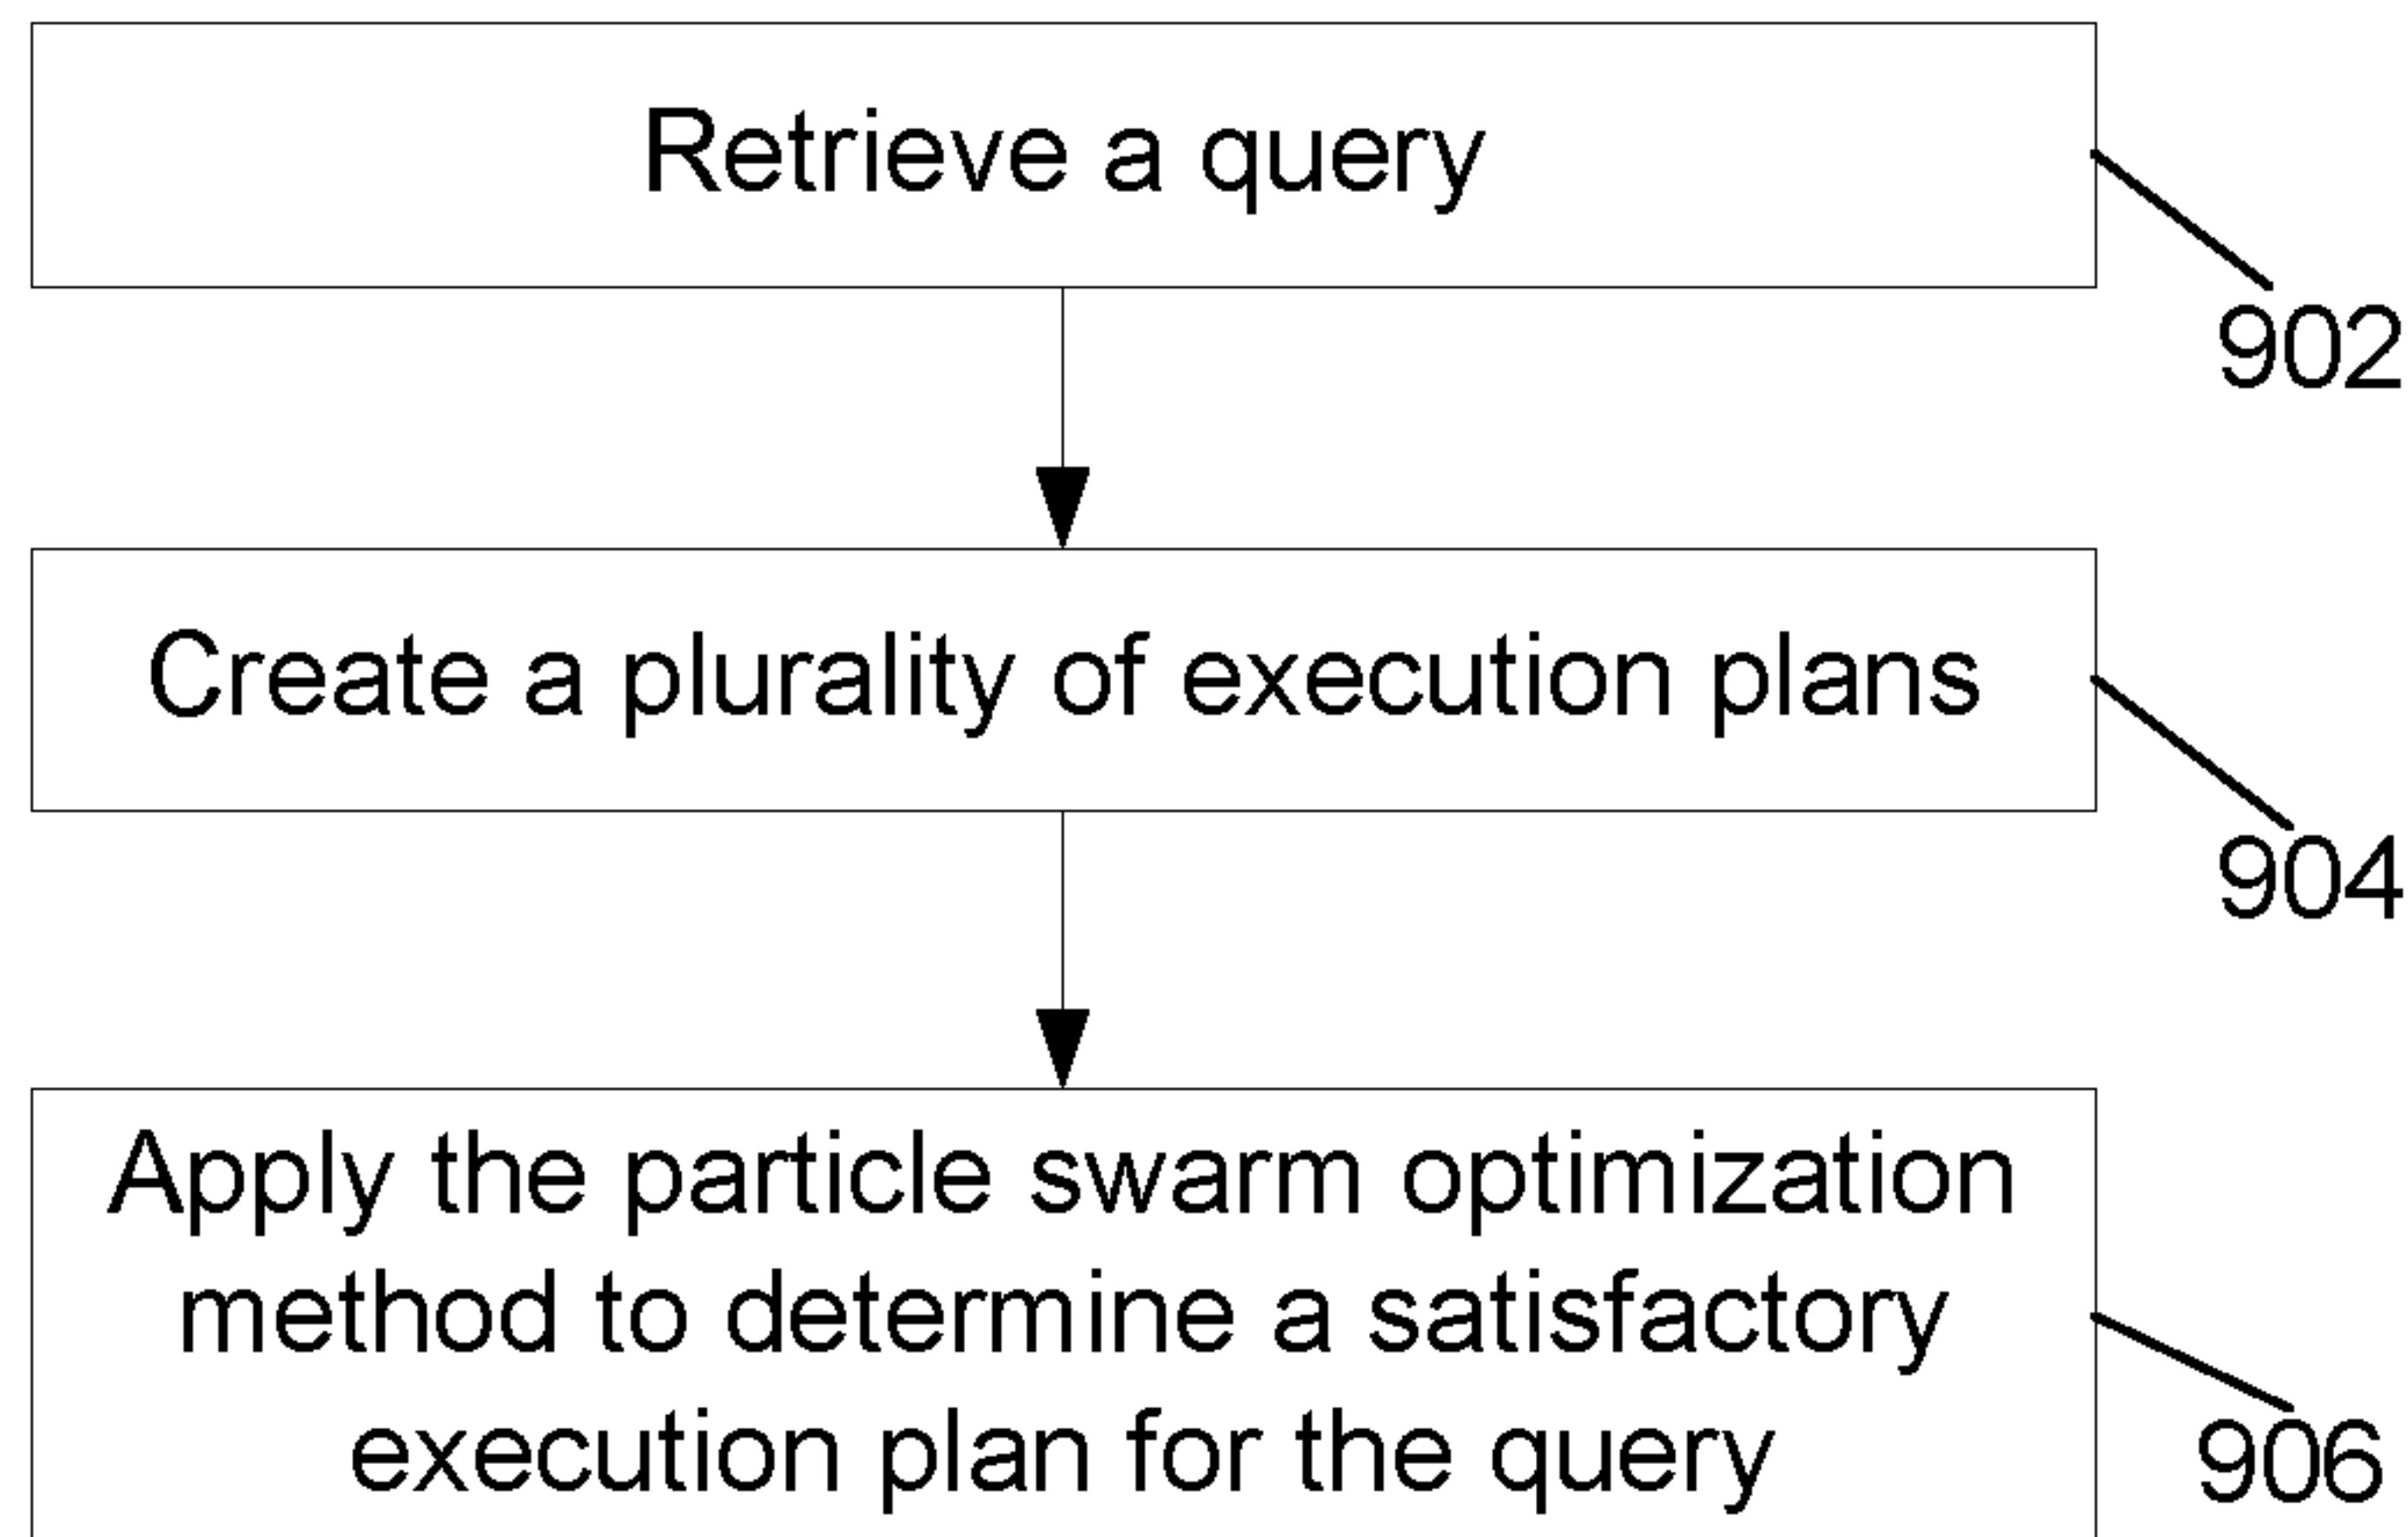 Retrieve a query
902
Create a plurality of execution plans
904
Apply the particle swarm optimization
method to determine a satisfactory
execution plan for the query
906